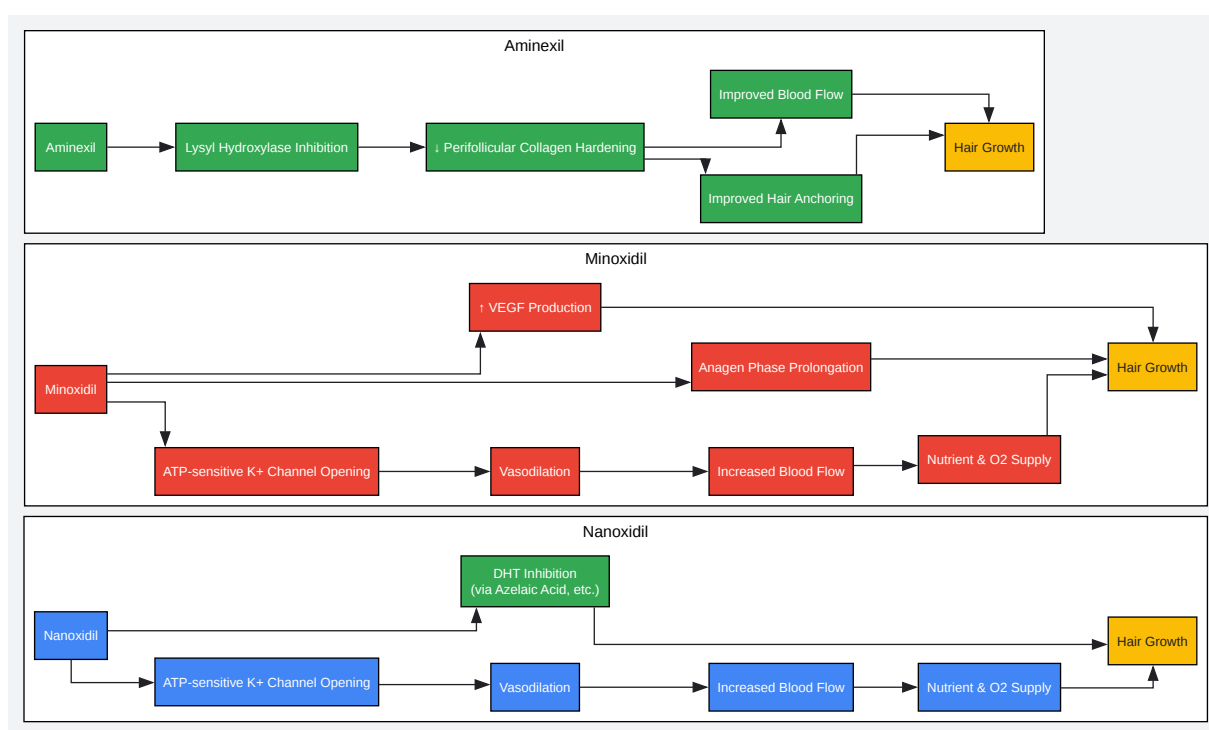 Aminexil
Improved Blood Flow
Aminexil
Lysyl Hydroxylase Inhibition
↓ Perifollicular Collagen Hardening
Hair Growth
Improved Hair Anchoring
Minoxidil
↑ VEGF Production
Anagen Phase Prolongation
Hair Growth
Minoxidil
ATP-sensitive K+ Channel Opening
Vasodilation
Increased Blood Flow
Nutrient & O2 Supply
Nanoxidil
DHT Inhibition
(via Azelaic Acid, etc.)
Nanoxidil
Hair Growth
ATP-sensitive K+ Channel Opening
Vasodilation
Increased Blood Flow
Nutrient & O2 Supply